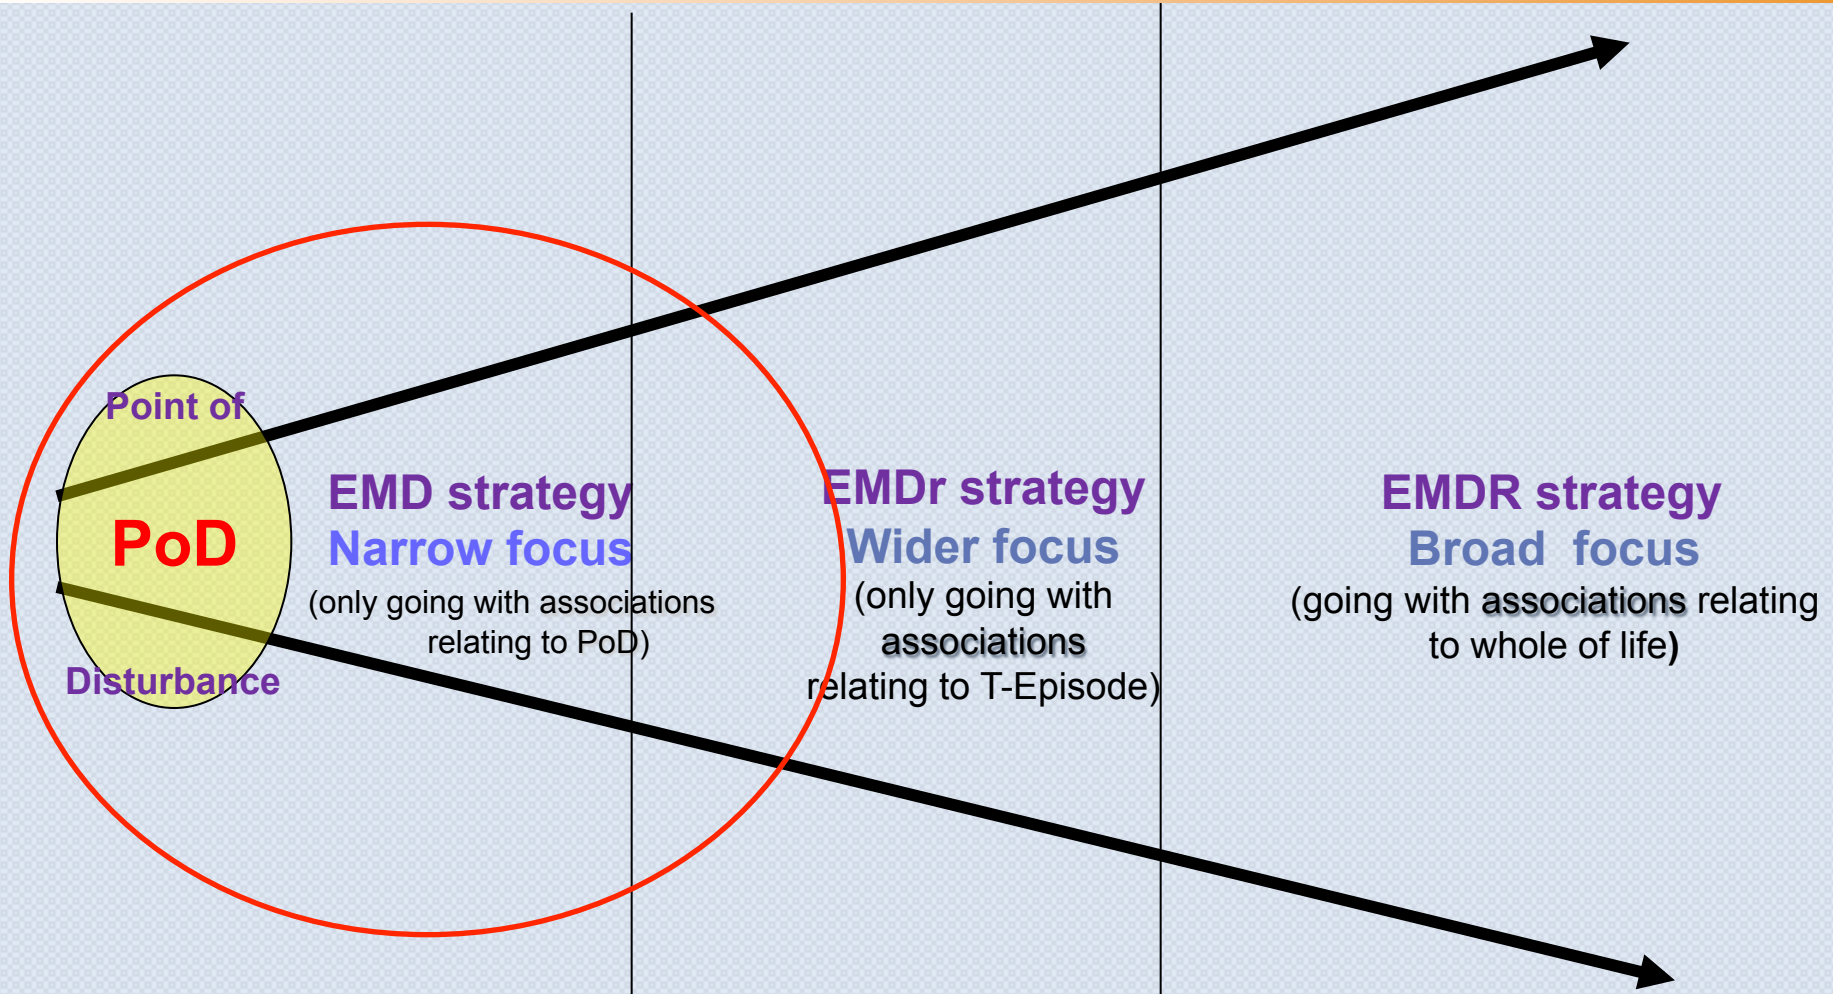 Point of
PoD
Disturbance
EMD strategy
Narrow focus
(only going with associations
relating to PoD)
EMDr strategy
Wider focus
(only going with
associations
relating to T-Episode)
EMDR strategy
Broad  focus
(going with associations relating
to whole of life)